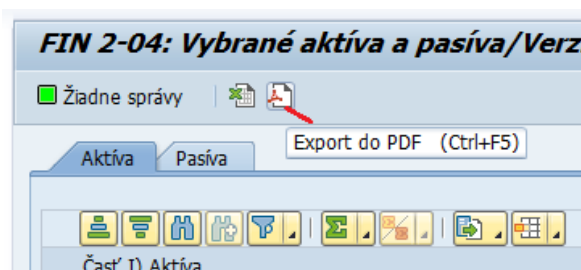 FIN 2-04: Vybrané aktíva a pasíva/Verz
Žiadne správy
Export do PDF (Ctrl+F5)
Aktíva Pasíva
Časť I) Aktíva